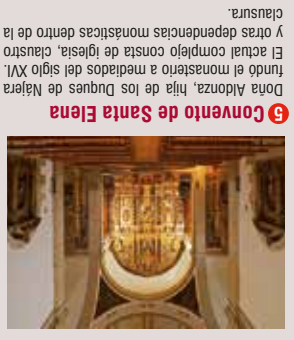 5 Convento de Santa Elena
Doña Aldonza, hija de los Duques de Nájera
fundó el monasterio a mediados del siglo XVI.
El actual complejo consta de iglesia, claustro
y otras dependencias monásticas dentro de la
clausura.